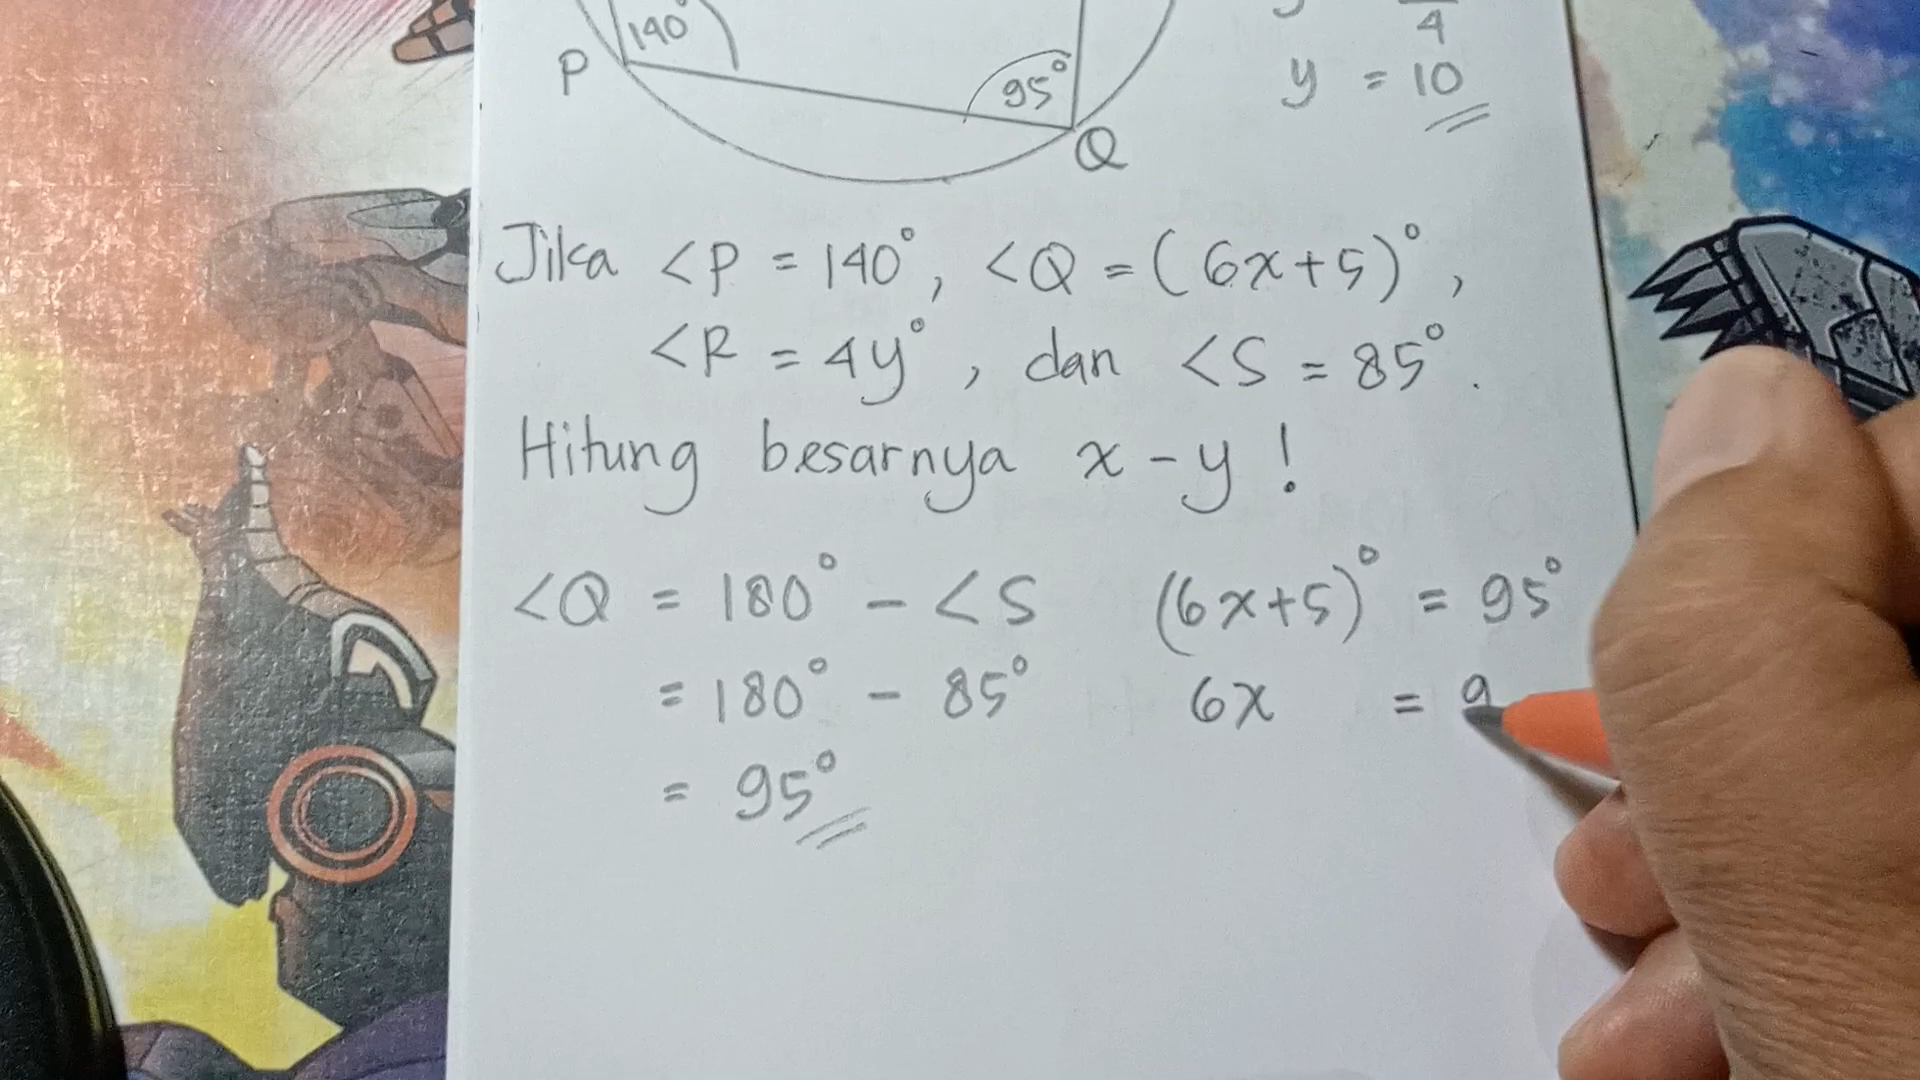 140°
P
95°
Q
4
y = 10
Jika <P = 140°, <Q = (6x+5)°,
<R = 4y°, dan <S = 85°.
Hitung besarnya x - y !
<Q = 180° - <S
= 180° - 85°
= 95°
(6x+5)° = 95°
6x = 9